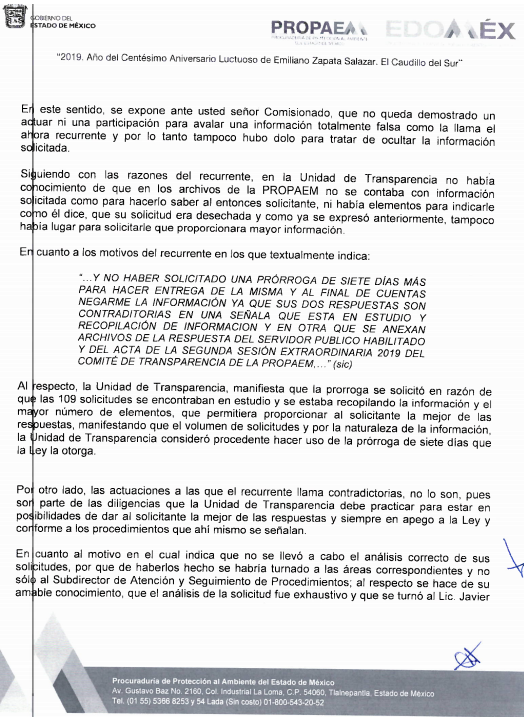 GOBIERNO DEL
ESTADO DE MÉXICO
PROPAEM
EDOMÉX
"2019. Año del Centésimo Aniversario Luctuoso de Emiliano Zapata Salazar. El Caudillo del Sur"
En este sentido, se expone ante usted señor Comisionado, que no queda demostrado un
actuar ni una participación para avalar una información totalmente falsa como la llama el
ahora recurrente y por lo tanto tampoco hubo dolo para tratar de ocultar la información
solicitada.
Siguiendo con las razones del recurrente, en la Unidad de Transparencia no había
conocimiento de que en los archivos de la PROPAEM no se contaba con información
solicitada como para hacerlo saber al entonces solicitante, ni había elementos para indicarle
como él dice, que su solicitud era desechada y como ya se expresó anteriormente, tampoco
había lugar para solicitarle que proporcionara mayor información.
En cuanto a los motivos del recurrente en los que textualmente indica:
"...Y NO HABER SOLICITADO UNA PRÓRROGA DE SIETE DÍAS MÁS
PARA HACER ENTREGA DE LA MISMA Y AL FINAL DE CUENTAS
NEGARME LA INFORMACIÓN YA QUE SUS DOS RESPUESTAS SON
CONTRADITORIAS EN UNA SEÑALA QUE ESTA EN ESTUDIO Y
RECOPILACIÓN DE INFORMACION Y EN OTRA QUE SE ANEXAN
ARCHIVOS DE LA RESPUESTA DEL SERVIDOR PUBLICO HABILITADO
Y DEL ACTA DE LA SEGUNDA SESIÓN EXTRAORDINARIA 2019 DEL
COMITÉ DE TRANSPARENCIA DE LA PROPAEM,..." (sic)
Al respecto, la Unidad de Transparencia, manifiesta que la prorroga se solicitó en razón de
que las 109 solicitudes se encontraban en estudio y se estaba recopilando la información y el
mayor número de elementos, que permitiera proporcionar al solicitante la mejor de las
respuestas, manifestando que el volumen de solicitudes y por la naturaleza de la información,
la Unidad de Transparencia consideró procedente hacer uso de la prórroga de siete días que
la Ley la otorga.
Por otro lado, las actuaciones a las que el recurrente llama contradictorias, no lo son, pues
son parte de las diligencias que la Unidad de Transparencia debe practicar para estar en
posibilidades de dar al solicitante la mejor de las respuestas y siempre en apego a la Ley y
conforme a los procedimientos que ahí mismo se señalan.
En cuanto al motivo en el cual indica que no se llevó a cabo el análisis correcto de sus
solicitudes, por que de haberlos hecho se habría turnado a las áreas correspondientes y no
sólo al Subdirector de Atención y Seguimiento de Procedimientos; al respecto se hace de su
amable conocimiento, que el análisis de la solicitud fue exhaustivo y que se turnó al Lic. Javier
Procuraduría de Protección al Ambiente del Estado de México
Av. Gustavo Baz No. 2160, Col. Industrial La Loma, C.P. 54060, Tlalnepantla, Estado de México
Tel. (01 55) 5366 8253 y 54 Lada (Sin costo) 01-800-543-20-52